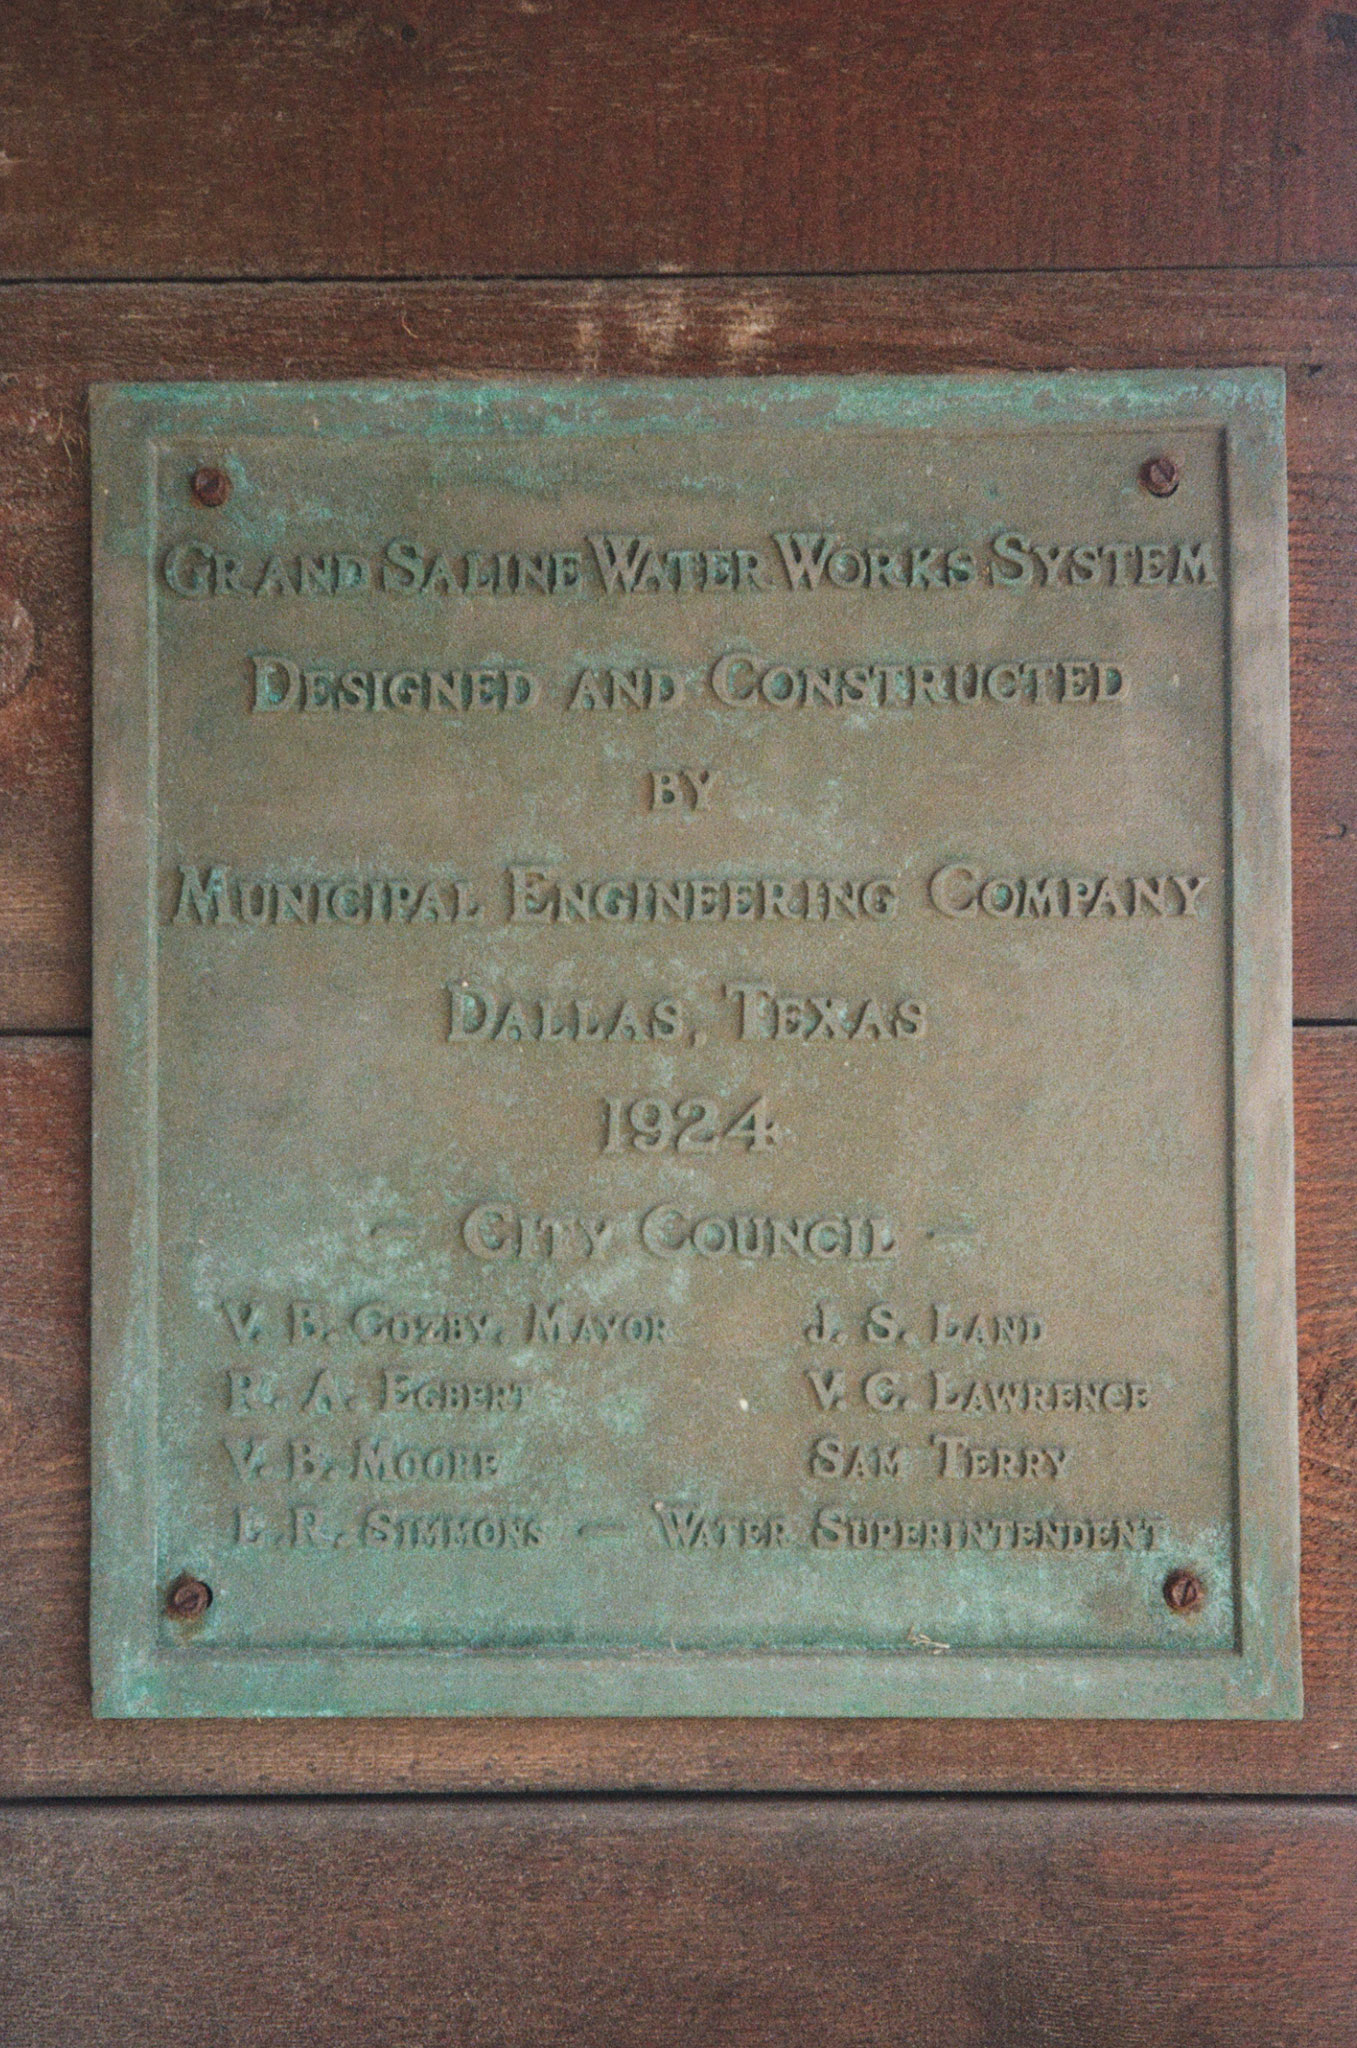 GRAND SALINE WATER WORKS SYSTEM
DESIGNED AND CONSTRUCTED
BY
MUNICIPAL ENGINEERING COMPANY
DALLAS, TEXAS
1924
- CITY COUNCIL -
V. B. COZBY, MAYOR J. S. LAND
R. A. EGBERT V. C. LAWRENCE
V. B. MOORE SAM TERRY
L. R. SIMMONS - WATER SUPERINTENDENT